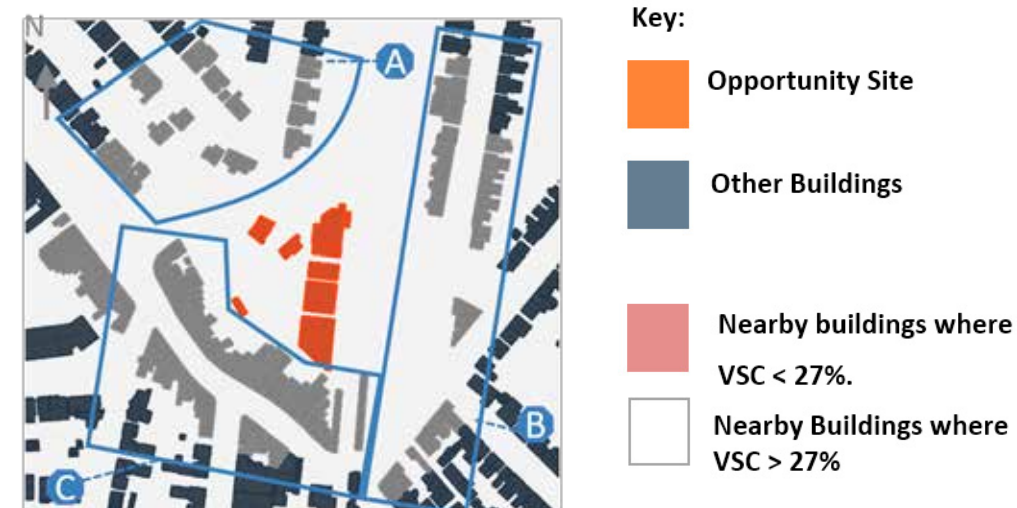 N
A
B
C
Key:
Opportunity Site
Other Buildings
Nearby buildings where
VSC < 27%.
Nearby Buildings where
VSC > 27%